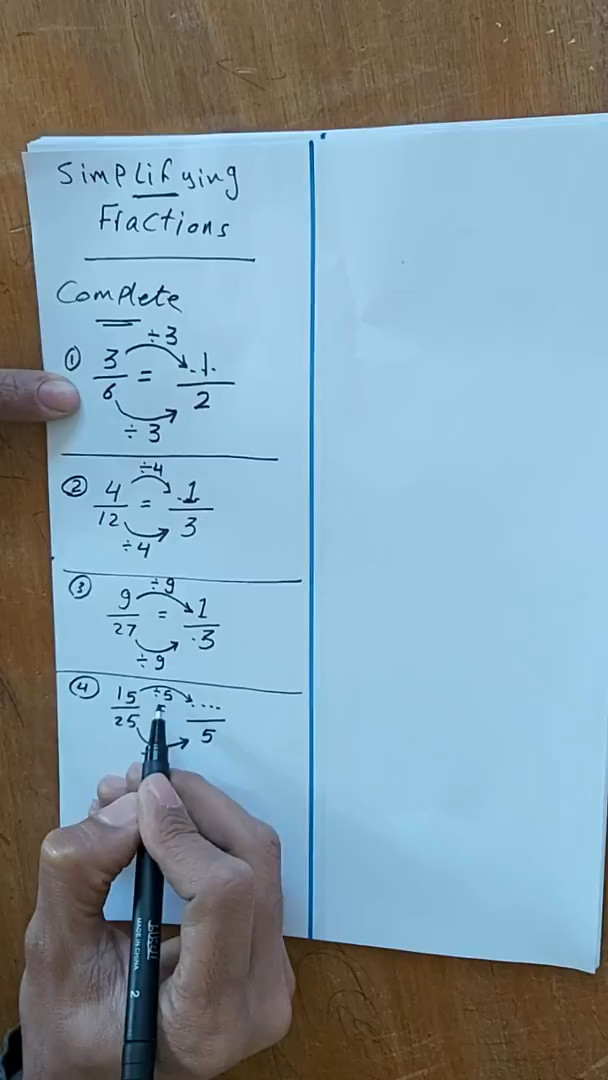 Simplifying
Fractions
Complete
① 3/6 = .1./2
÷3
÷3
② 4/12 = .1/3
÷4
÷4
③ 9/27 = 1/.3
÷9
÷9
④ 15/25 = .../5
÷5
MADE IN CHINA
2